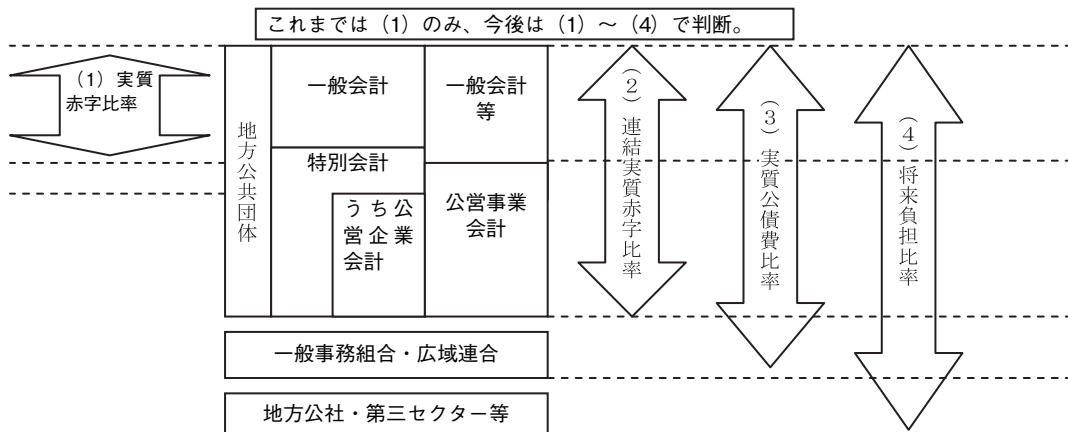 これまでは（1）のみ、今後は（1）～（4）で判断。
（1）実質
赤字比率
地方公共団体
一般会計
特別会計
うち公
営企業
会計
一般会計
等
公営事業
会計
（２）連結実質赤字比率
（３）実質公債費比率
（４）将来負担比率
一般事務組合・広域連合
地方公社・第三セクター等